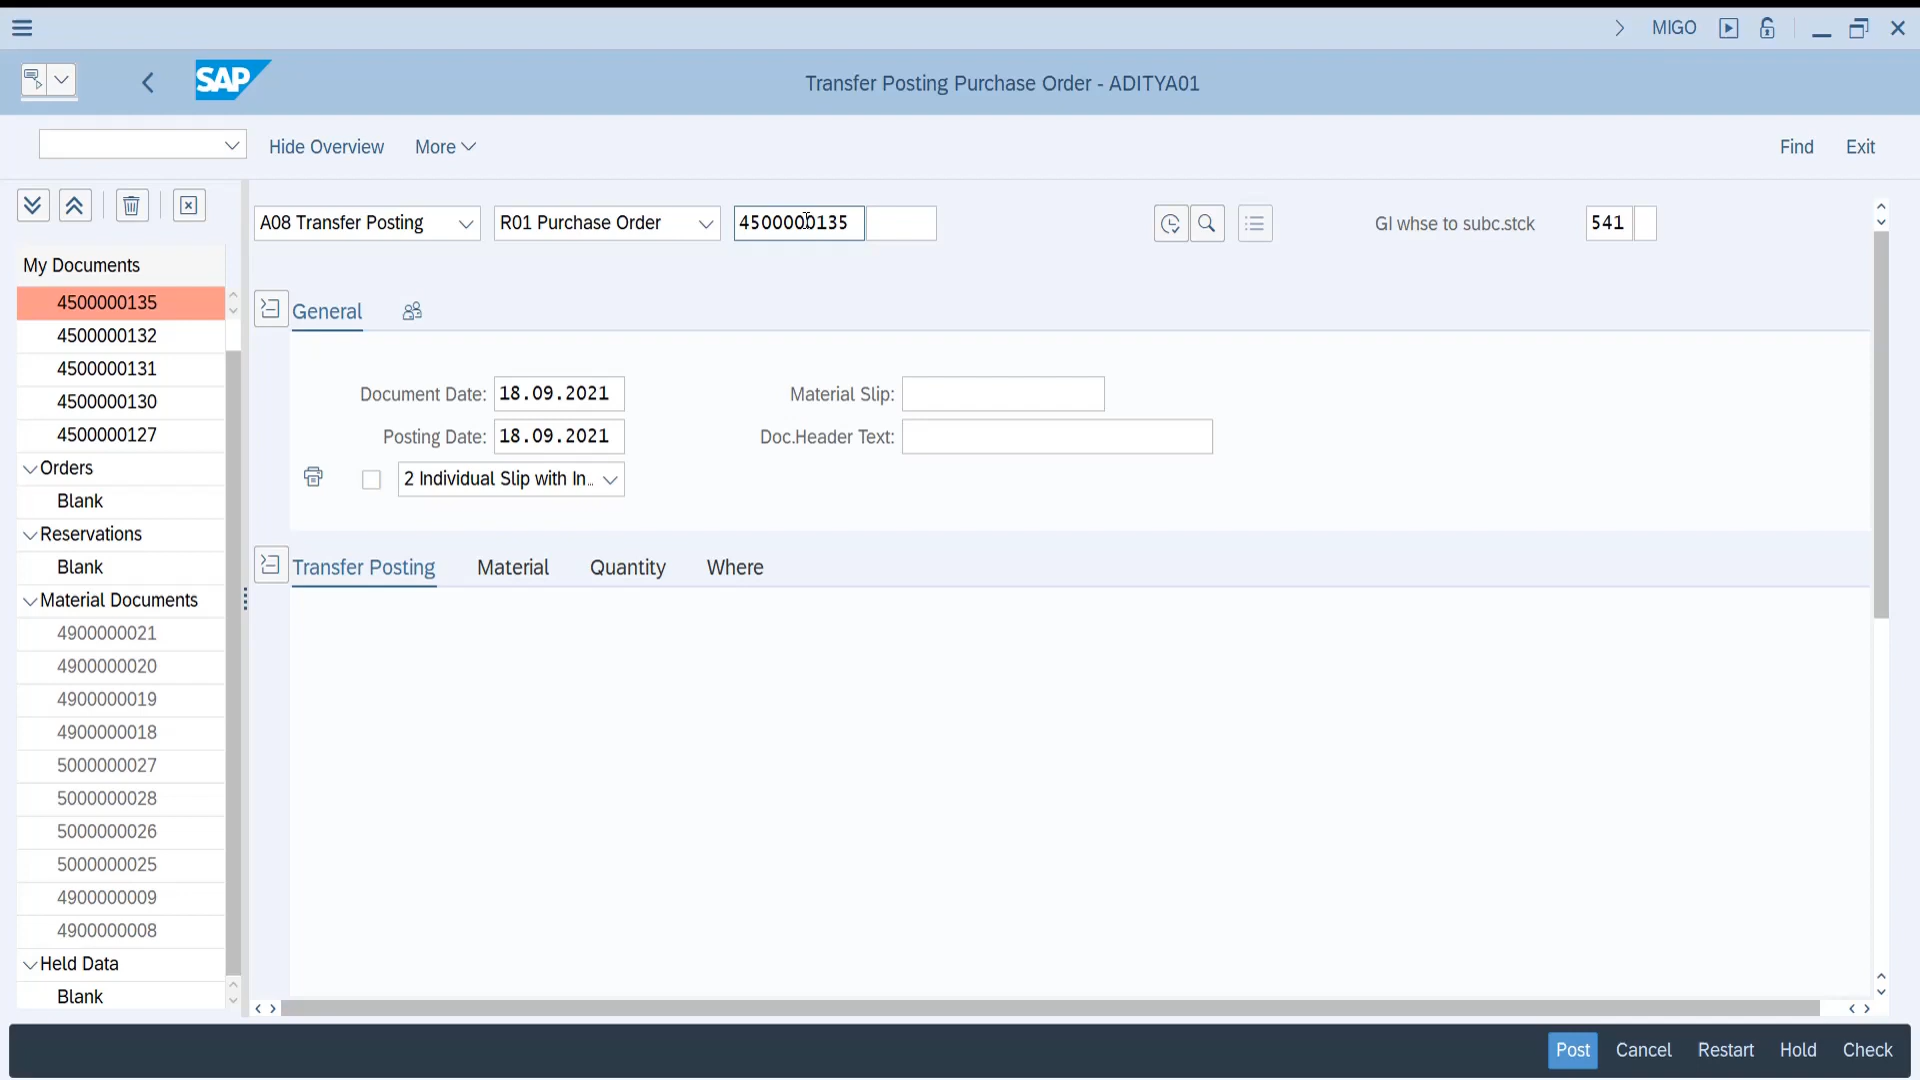 MIGO
SAP
Transfer Posting Purchase Order - ADITYA01
Hide Overview
More
Find
Exit
A08 Transfer Posting
R01 Purchase Order
4500000135
GI whse to subc.stck
541
My Documents
4500000135
4500000132
4500000131
4500000130
4500000127
Orders
Blank
Reservations
Blank
Material Documents
4900000021
4900000020
4900000019
4900000018
5000000027
5000000028
5000000026
5000000025
4900000009
4900000008
Held Data
Blank
General
Document Date: 18.09.2021
Material Slip:
Posting Date: 18.09.2021
Doc.Header Text:
2 Individual Slip with In...
Transfer Posting
Material
Quantity
Where
Post
Cancel
Restart
Hold
Check